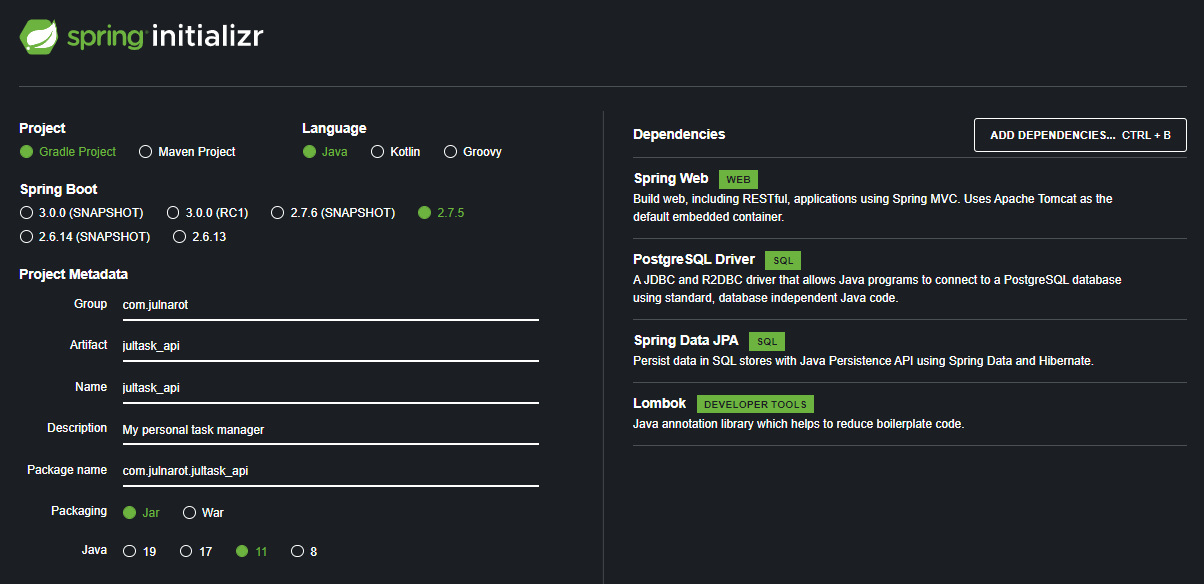 spring initializr
Project
Gradle Project Maven Project
Language
Java Kotlin Groovy
Spring Boot
3.0.0 (SNAPSHOT) 3.0.0 (RC1) 2.7.6 (SNAPSHOT) 2.7.5
2.6.14 (SNAPSHOT) 2.6.13
Project Metadata
Group com.julnarot
Artifact jultask_api
Name jultask_api
Description My personal task manager
Package name com.julnarot.jultask_api
Packaging Jar War
Java 19 17 11 8
Dependencies
ADD DEPENDENCIES... CTRL + B
Spring Web WEB
Build web, including RESTful, applications using Spring MVC. Uses Apache Tomcat as the
default embedded container.
PostgreSQL Driver SQL
A JDBC and R2DBC driver that allows Java programs to connect to a PostgreSQL database
using standard, database independent Java code.
Spring Data JPA SQL
Persist data in SQL stores with Java Persistence API using Spring Data and Hibernate.
Lombok DEVELOPER TOOLS
Java annotation library which helps to reduce boilerplate code.